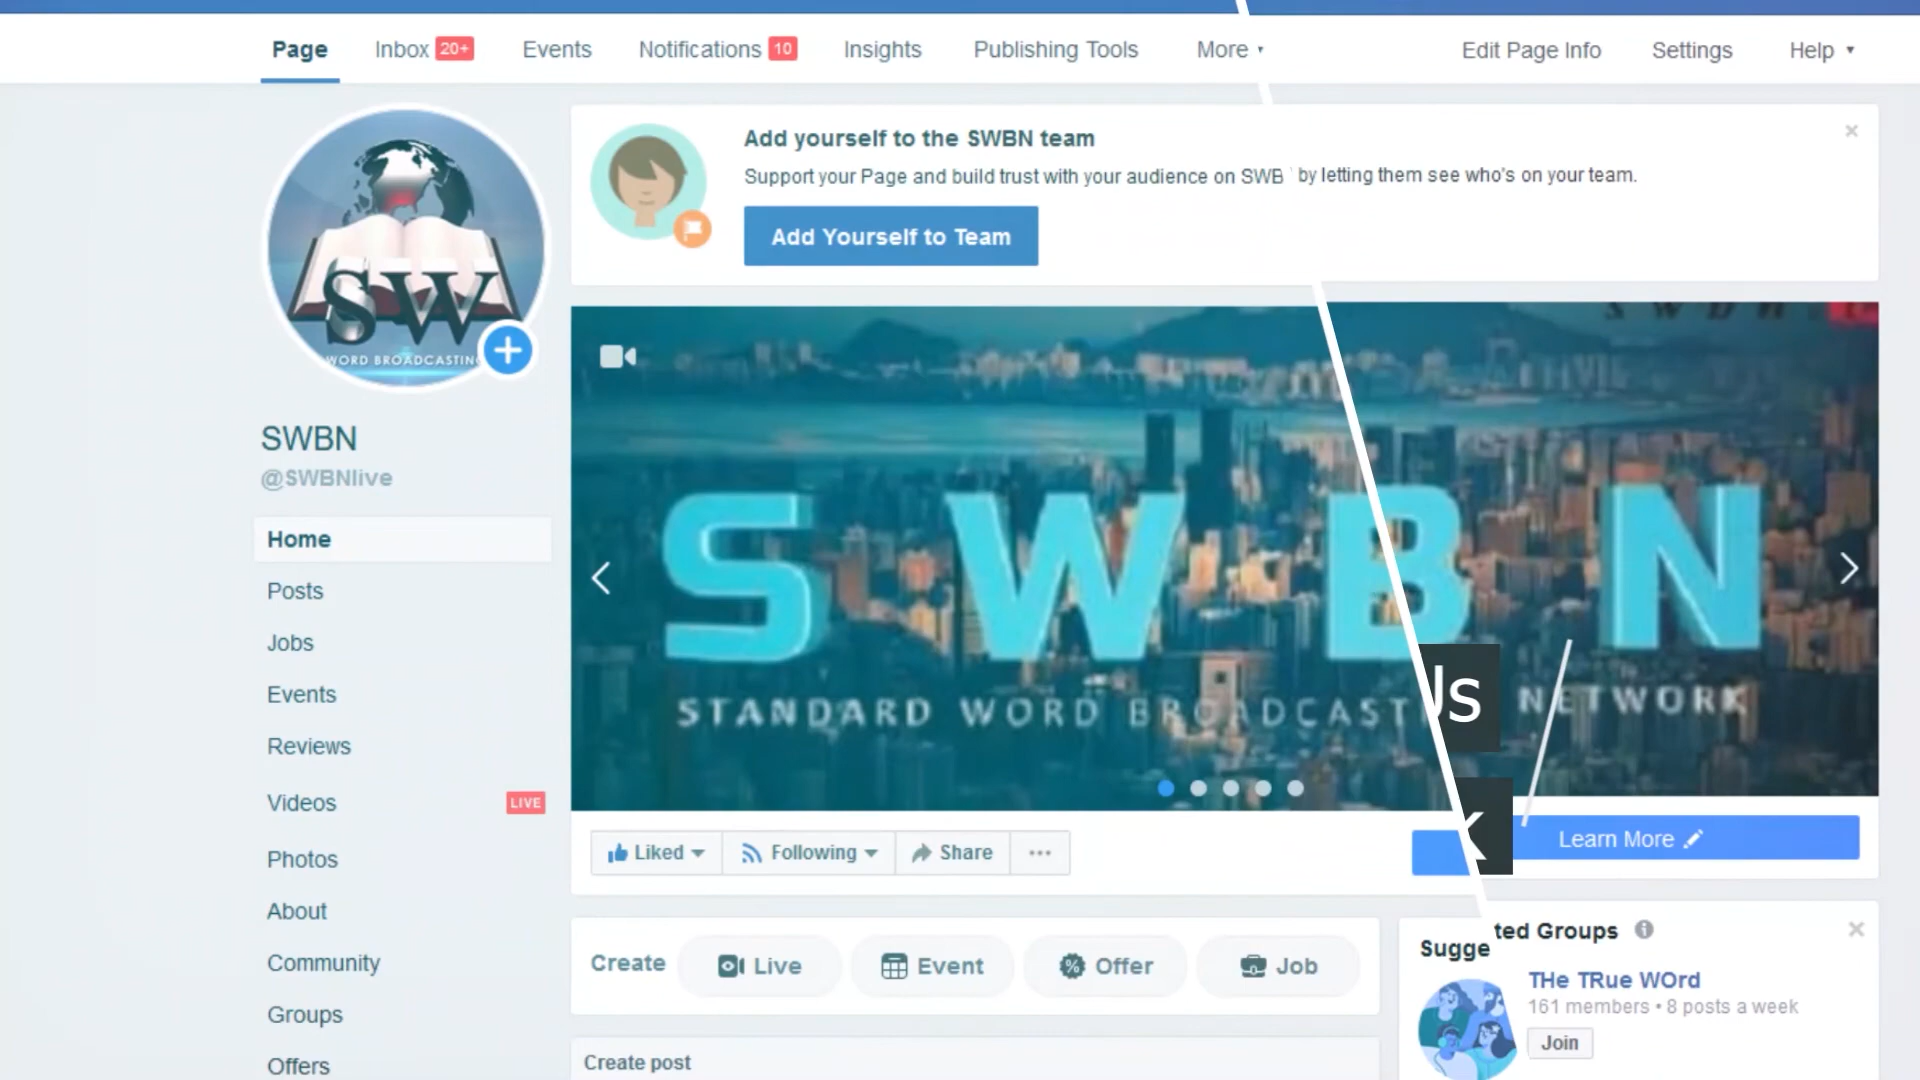 Page
Inbox 20+
Events
Notifications 10
Insights
Publishing Tools
More
Edit Page Info
Settings
Help
Add yourself to the SWBN team
Support your Page and build trust with your audience on SWB by letting them see who's on your team.
Add Yourself to Team
SW
WORD BROADCASTING
SWBN
@SWBNlive
Home
Posts
Jobs
Events
Reviews
Videos LIVE
Photos
About
Community
Groups
Offers
S W B N
STANDARD WORD BROADCAST NETWORK
Us
k
Liked
Following
Share
Learn More
Create
Live
Event
Offer
Job
Create post
Suggested Groups
THe TRue WOrd
161 members • 8 posts a week
Join